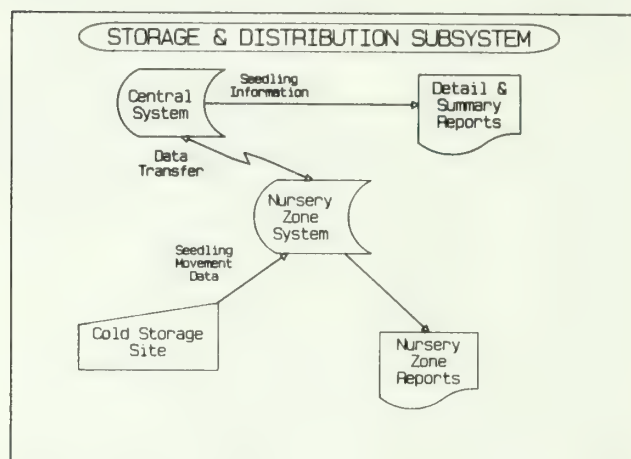 STORAGE & DISTRIBUTION SUBSYSTEM
Central
System
Seedling
Information
Detail &
Summary
Reports
Data
Transfer
Nursery
Zone
System
Seedling
Movement
Data
Cold Storage
Site
Nursery
Zone
Reports